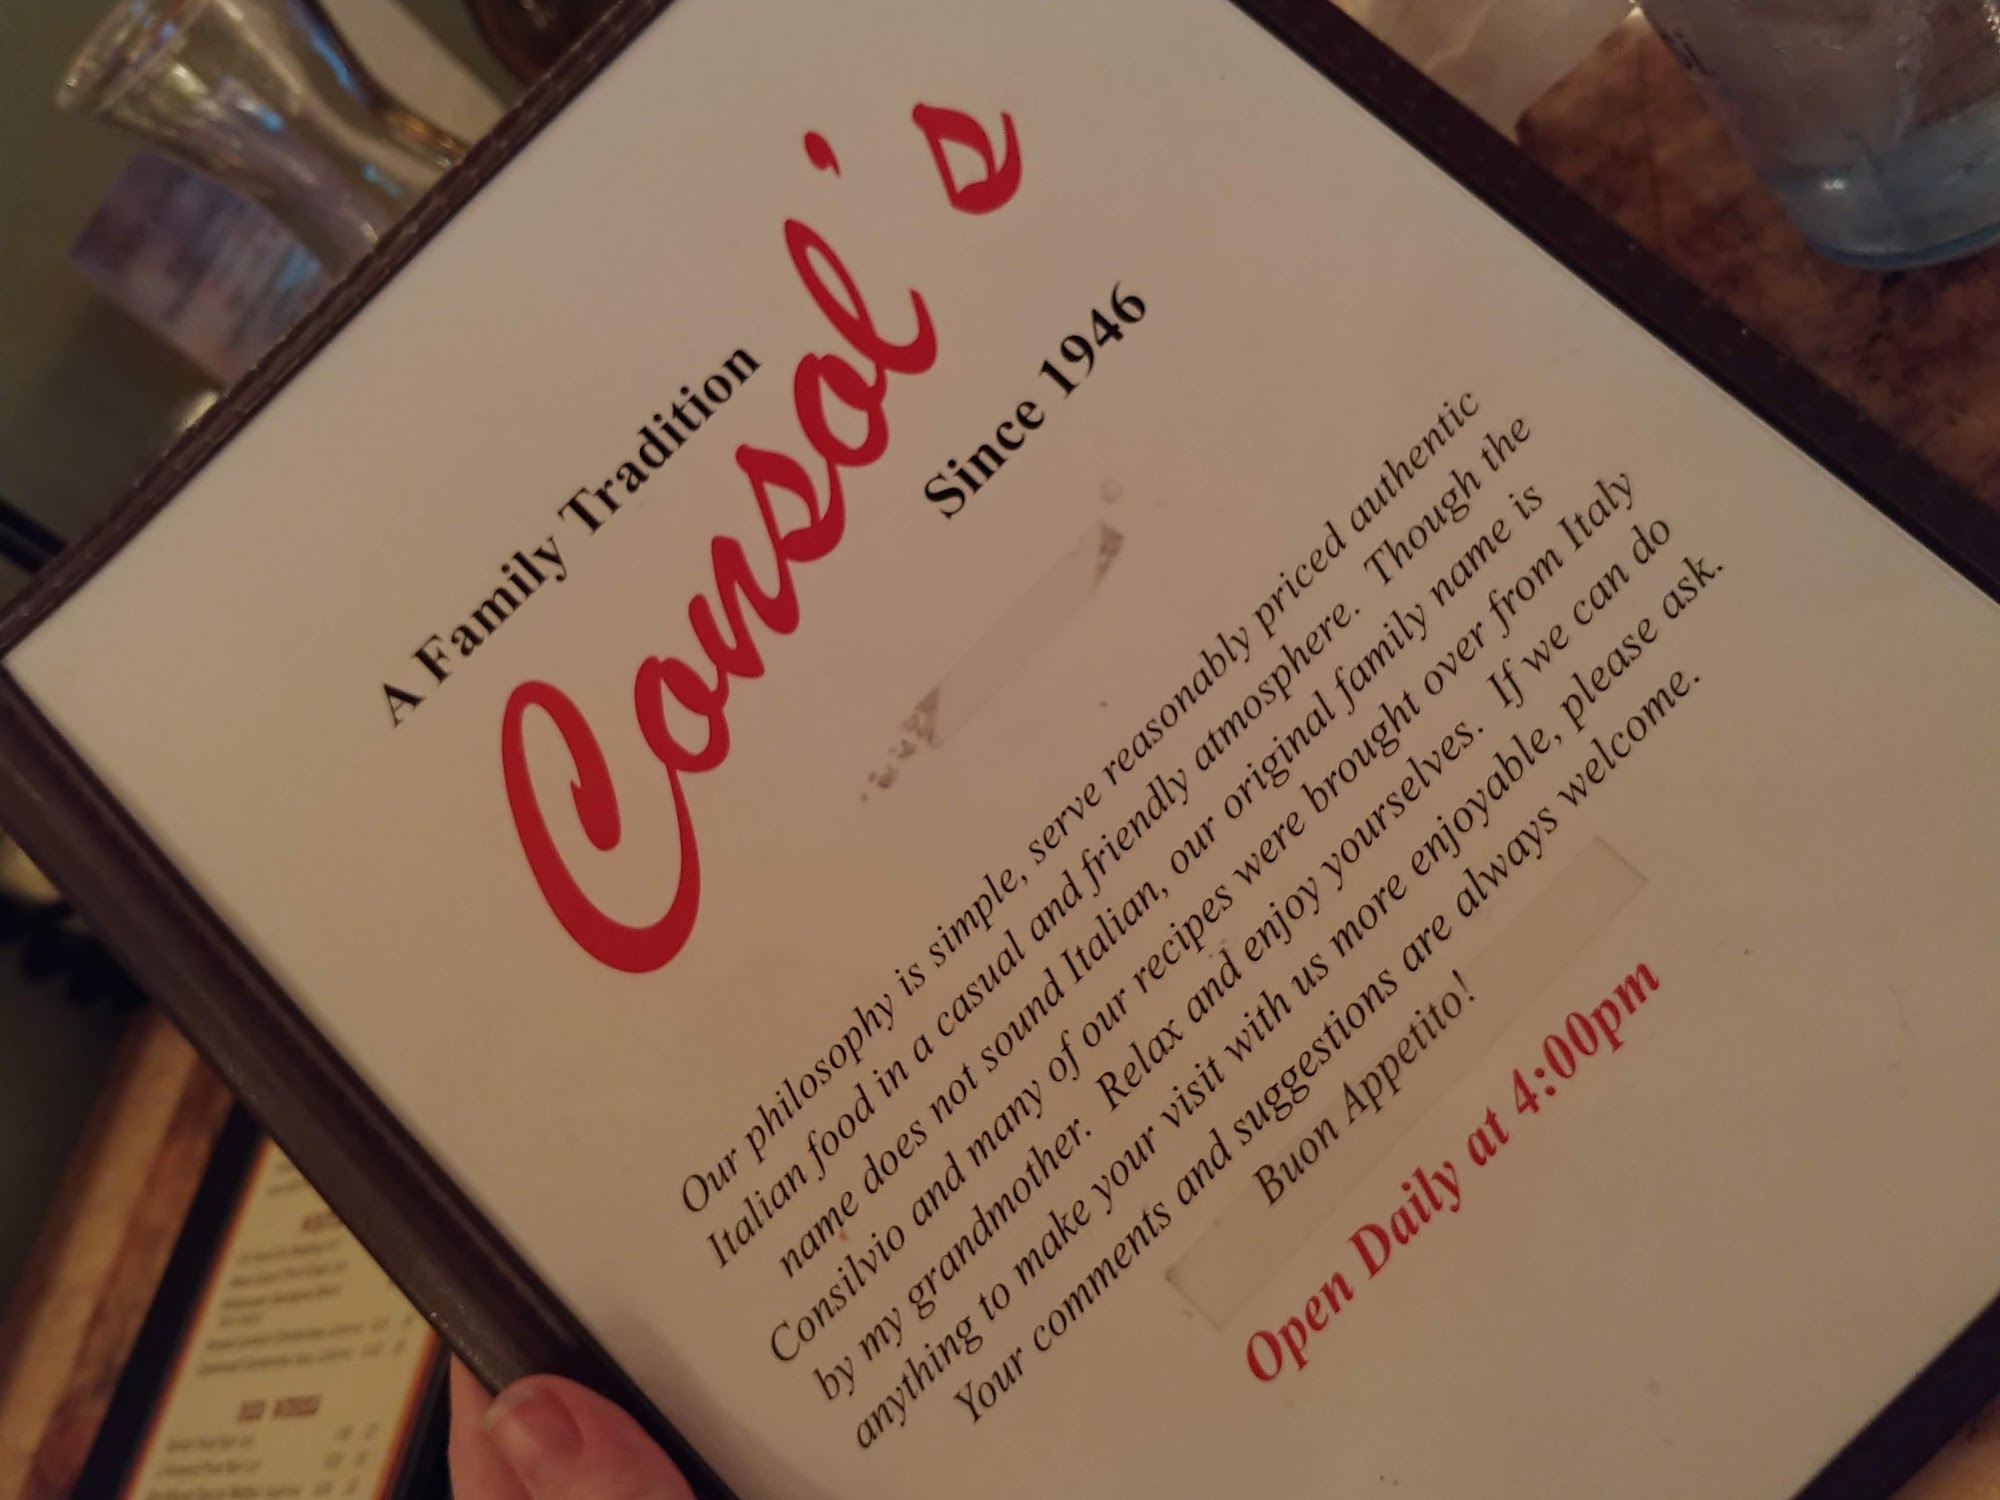 A Family Tradition
Consol's
Since 1946
Our philosophy is simple, serve reasonably priced authentic
Italian food in a casual and friendly atmosphere. Though the
name does not sound Italian, our original family name is
Consilvio and many of our recipes were brought over from Italy
by my grandmother. Relax and enjoy yourselves. If we can do
anything to make your visit with us more enjoyable, please ask.
Your comments and suggestions are always welcome.
Buon Appetito!
Open Daily at 4:00pm